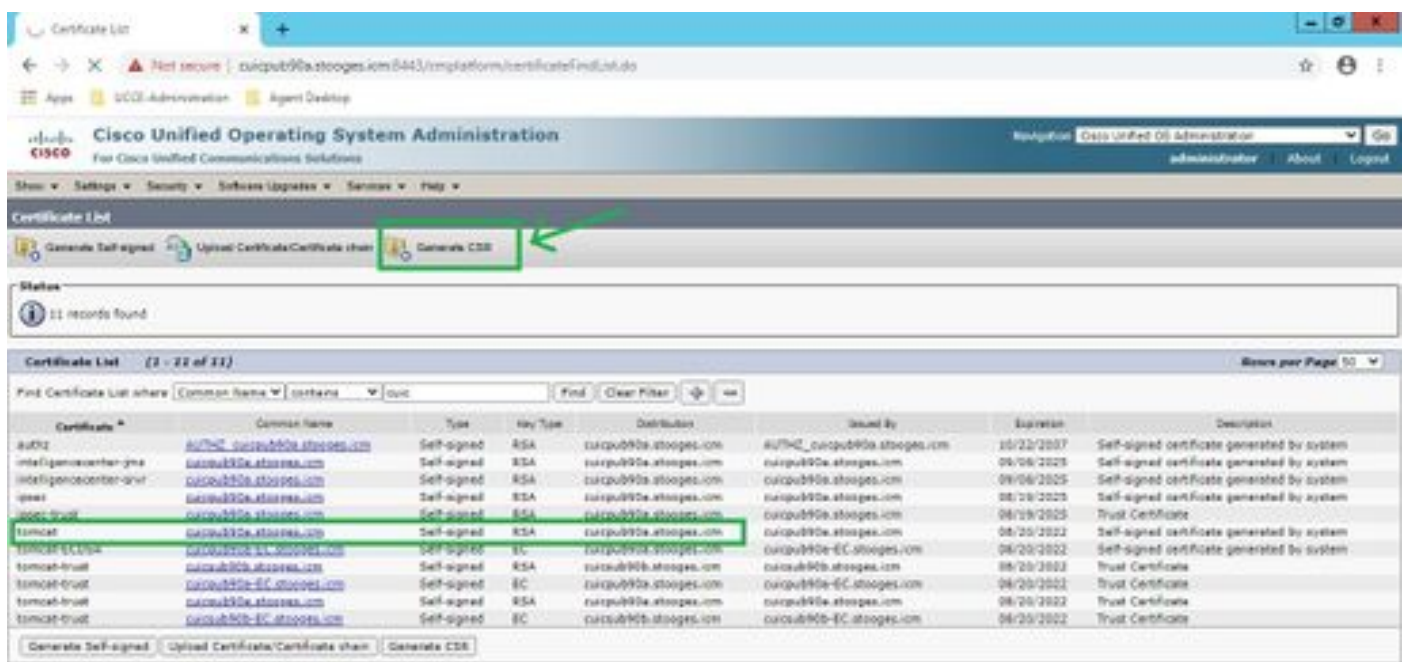 Certificate List
Not secure | cuicpub90a.stooges.icm:8443/cmplatform/certificateFindList.do
Apps UCCE-Administration Agent Desktop
CISCO
Cisco Unified Operating System Administration
For Cisco Unified Communications Solutions
Navigation Cisco Unified OS Administration Go
administrator About Logout
Show Settings Security Software Upgrades Services Help
Certificate List
Generate Self-signed Upload Certificate/Certificate chain Generate CSR
Status
11 records found
Certificate List (1 - 11 of 11) Rows per Page 50
Find Certificate List where Common Name contains cuic Find Clear Filter
Certificate Common Name Type Key Type Distribution Issued By Expiration Description
authz AUTHZ_cuicpub90a.stooges.icm Self-signed RSA cuicpub90a.stooges.icm AUTHZ_cuicpub90a.stooges.icm Self-signed certificate generated by system
cuicpub90a.stooges.icm Self-signed RSA cuicpub90a.stooges.icm cuicpub90a.stooges.icm Self-signed certificate generated by system
cuicpub90a.stooges.icm Self-signed RSA cuicpub90a.stooges.icm cuicpub90a.stooges.icm Self-signed certificate generated by system
ipsec cuicpub90a.stooges.icm Self-signed RSA cuicpub90a.stooges.icm cuicpub90a.stooges.icm 08/19/2025 Self-signed certificate generated by system
ipsec-trust cuicpub90a.stooges.icm Self-signed RSA cuicpub90a.stooges.icm cuicpub90a.stooges.icm 08/19/2025 Trust Certificate
tomcat cuicpub90a.stooges.icm Self-signed RSA cuicpub90a.stooges.icm cuicpub90a.stooges.icm 08/20/2022 Self-signed certificate generated by system
tomcat-ECDSA cuicpub90a-EC.stooges.icm Self-signed EC cuicpub90a.stooges.icm cuicpub90a-EC.stooges.icm 08/20/2022 Self-signed certificate generated by system
tomcat-trust cuicsub90b.stooges.icm Self-signed RSA cuicsub90b.stooges.icm cuicsub90b.stooges.icm 08/20/2022 Trust Certificate
tomcat-trust cuicpub90a-EC.stooges.icm Self-signed EC cuicpub90a.stooges.icm cuicpub90a-EC.stooges.icm 08/20/2022 Trust Certificate
tomcat-trust cuicpub90a.stooges.icm Self-signed RSA cuicpub90a.stooges.icm cuicpub90a.stooges.icm 08/20/2022 Trust Certificate
tomcat-trust cuicsub90b-EC.stooges.icm Self-signed EC cuicsub90b.stooges.icm cuicsub90b-EC.stooges.icm 08/20/2022 Trust Certificate
Generate Self-signed Upload Certificate/Certificate chain Generate CSR